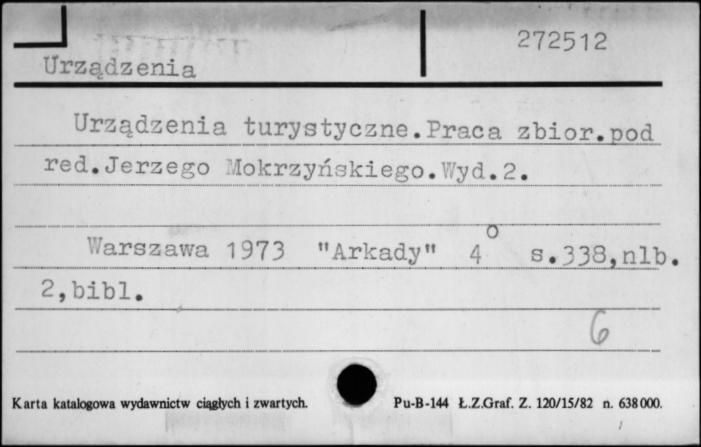 272512
Urządzenia
Urządzenia turystyczne.Praca zbior.pod
red.Jerzego Mokrzyńskiego.Wyd.2.
Warszawa 1973 "Arkady" 4° s.338,nlb.
2,bibl.
6
Karta katalogowa wydawnictw ciągłych i zwartych. Pu-B-144 Ł.Z.Graf. Z. 120/15/82 n. 638000.